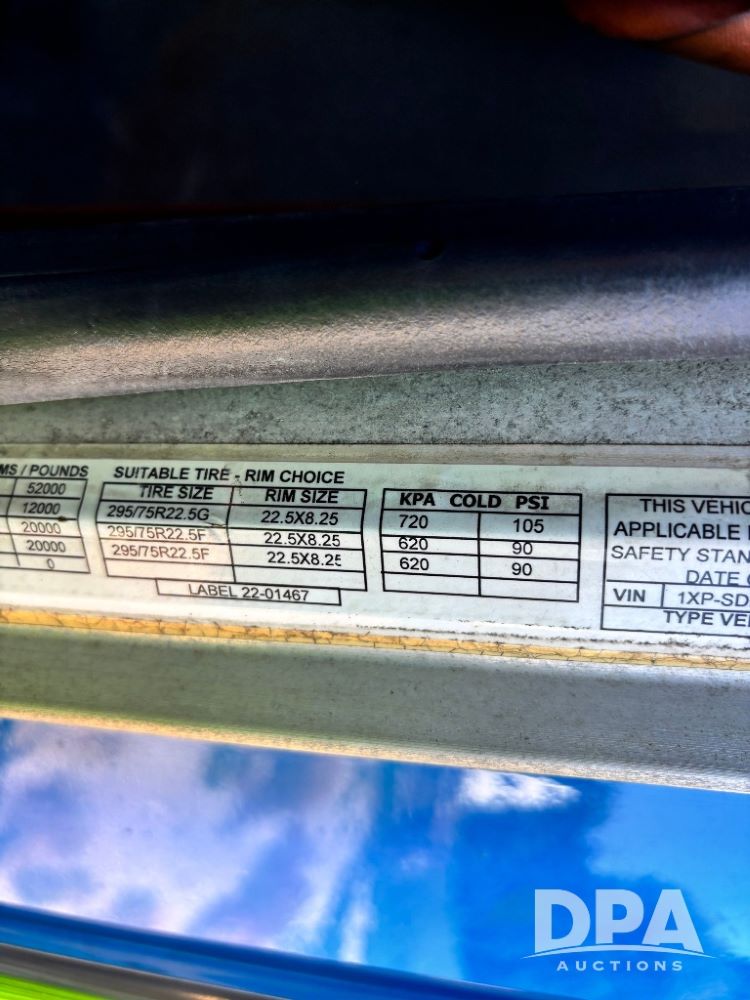 MS / POUNDS
52000
12000
20000
20000
0
SUITABLE TIRE - RIM CHOICE
TIRE SIZE RIM SIZE
295/75R22.5G 22.5X8.25
295/75R22.5F 22.5X8.25
295/75R22.5F 22.5X8.25
LABEL 22-01467
KPA COLD PSI
720 105
620 90
620 90
THIS VEHIC
APPLICABLE
SAFETY STAN
DATE
VIN 1XP-SD
TYPE VE
DPA
AUCTIONS